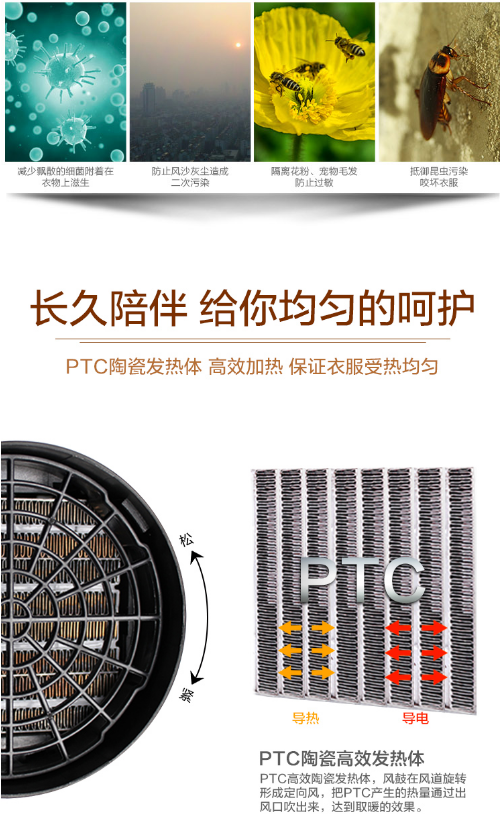 减少飘散的细菌附着在
衣物上滋生
防止风沙灰尘造成
二次污染
隔离花粉、宠物毛发
防止过敏
抵御昆虫污染
咬坏衣服
长久陪伴 给你均匀的呵护
PTC陶瓷发热体 高效加热 保证衣服受热均匀
松
紧
PTC
导热
导电
PTC陶瓷高效发热体
PTC高效陶瓷发热体，风鼓在风道旋转
形成定向风，把PTC产生的热量通过出
风口吹出来，达到取暖的效果。